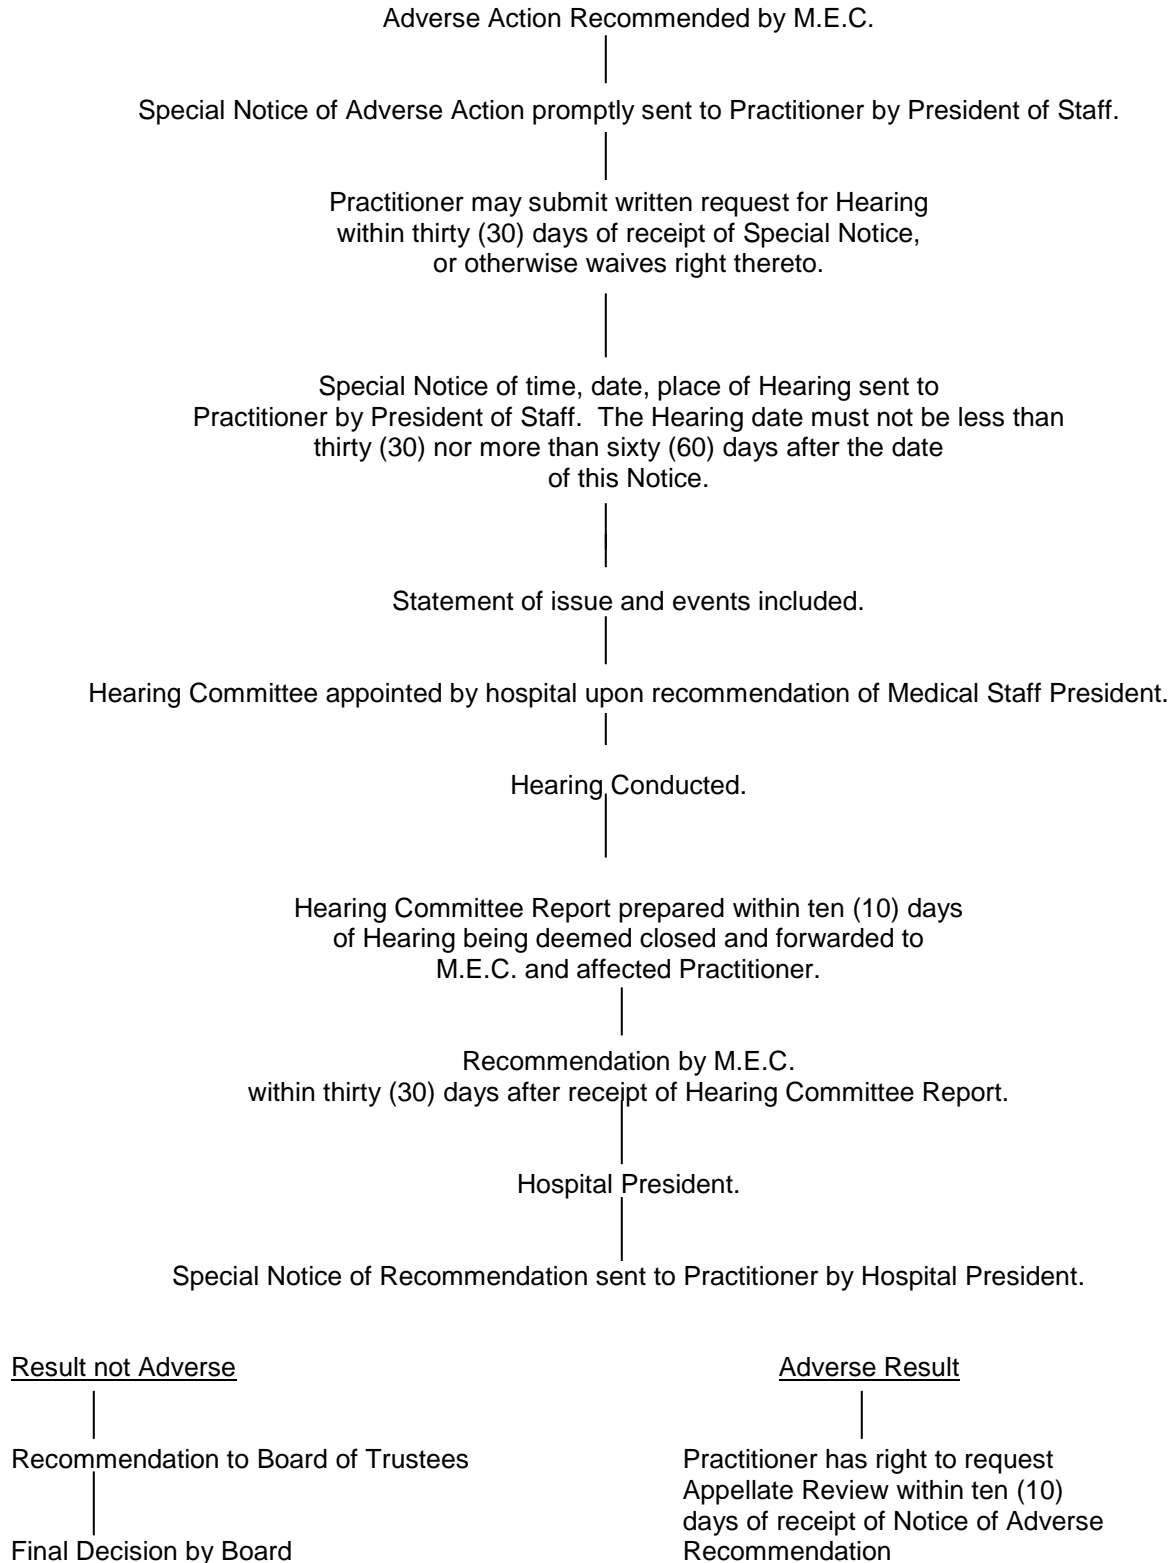 Adverse Action Recommended by M.E.C.
Special Notice of Adverse Action promptly sent to Practitioner by President of Staff.
Practitioner may submit written request for Hearing
within thirty (30) days of receipt of Special Notice,
or otherwise waives right thereto.
Special Notice of time, date, place of Hearing sent to
Practitioner by President of Staff.  The Hearing date must not be less than
thirty (30) nor more than sixty (60) days after the date
of this Notice.
Statement of issue and events included.
Hearing Committee appointed by hospital upon recommendation of Medical Staff President.
Hearing Conducted.
Hearing Committee Report prepared within ten (10) days
of Hearing being deemed closed and forwarded to
M.E.C. and affected Practitioner.
Recommendation by M.E.C.
within thirty (30) days after receipt of Hearing Committee Report.
Hospital President.
Special Notice of Recommendation sent to Practitioner by Hospital President.
Result not Adverse
Recommendation to Board of Trustees
Final Decision by Board
Adverse Result
Practitioner has right to request
Appellate Review within ten (10)
days of receipt of Notice of Adverse
Recommendation